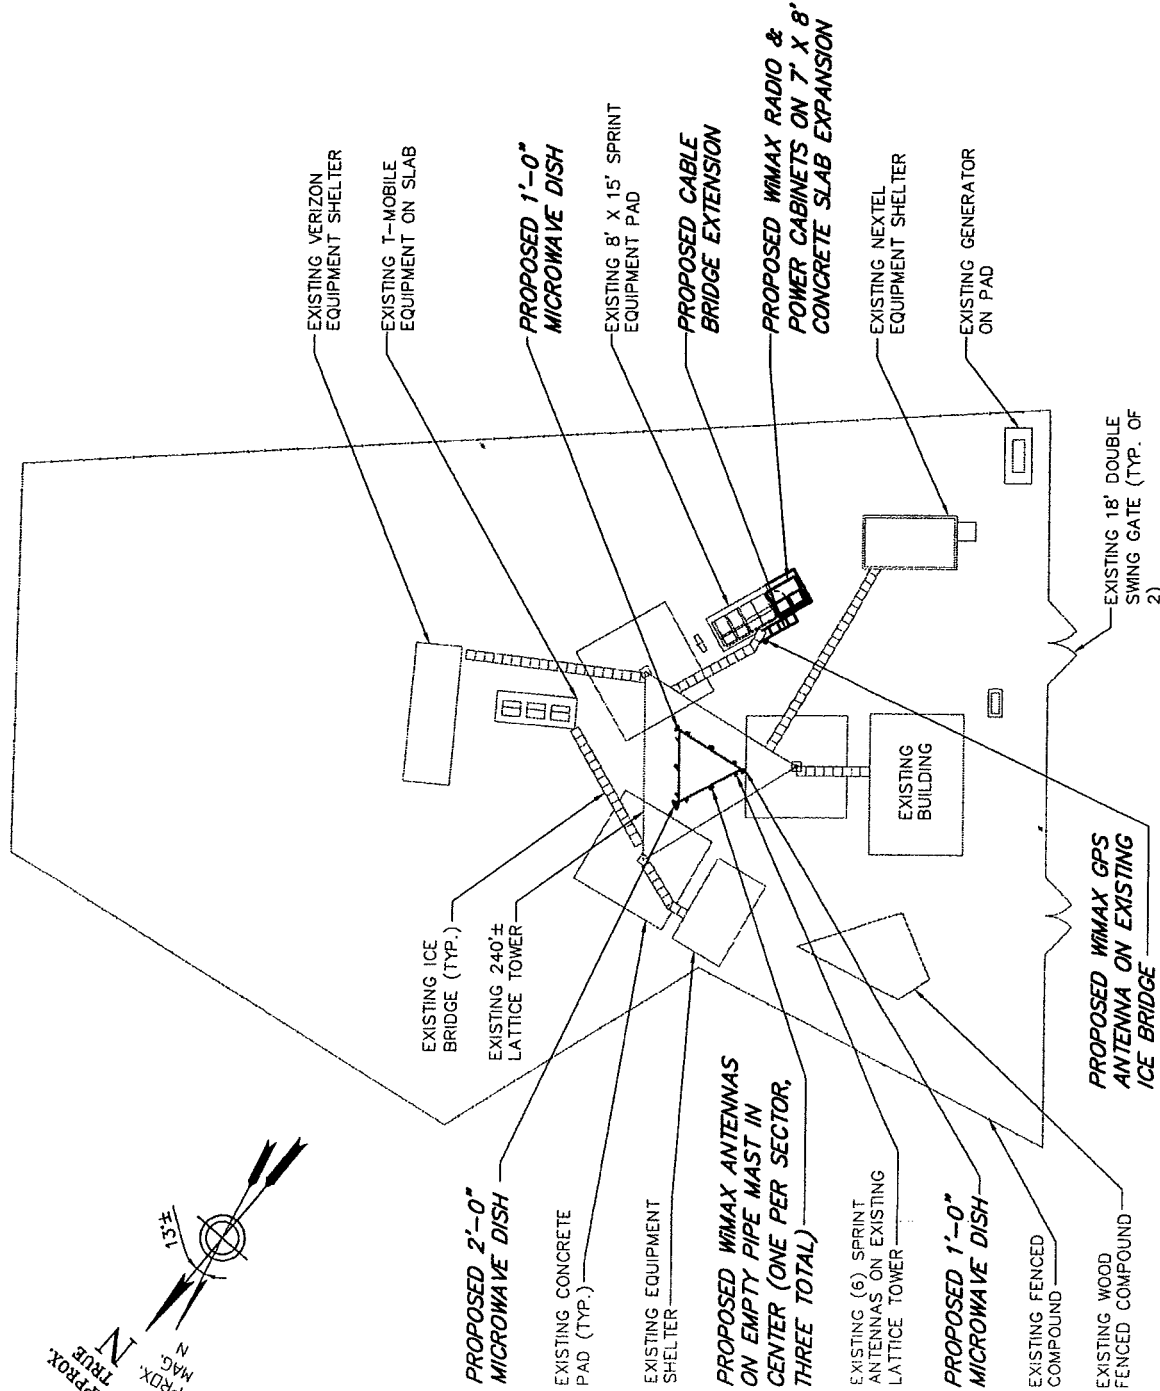 EXISTING VERIZON
EQUIPMENT SHELTER
EXISTING T-MOBILE
EQUIPMENT ON SLAB
PROPOSED 1'-0"
MICROWAVE DISH
EXISTING 8' X 15' SPRINT
EQUIPMENT PAD
PROPOSED CABLE
BRIDGE EXTENSION
PROPOSED WiMAX RADIO &
POWER CABINETS ON 7' X 8'
CONCRETE SLAB EXPANSION
EXISTING NEXTEL
EQUIPMENT SHELTER
EXISTING GENERATOR
ON PAD
EXISTING 18' DOUBLE
SWING GATE (TYP. OF
2)
EXISTING
BUILDING
EXISTING ICE
BRIDGE (TYP.)
EXISTING 240'±
LATTICE TOWER
PROPOSED WiMAX GPS
ANTENNA ON EXISTING
ICE BRIDGE
PROPOSED 2'-0"
MICROWAVE DISH
EXISTING CONCRETE
PAD (TYP.)
EXISTING EQUIPMENT
SHELTER
PROPOSED WiMAX ANTENNAS
ON EMPTY PIPE MAST IN
CENTER (ONE PER SECTOR,
THREE TOTAL)
EXISTING (6) SPRINT
ANTENNAS ON EXISTING
LATTICE TOWER
PROPOSED 1'-0"
MICROWAVE DISH
EXISTING FENCED
COMPOUND
EXISTING WOOD
FENCED COMPOUND
13°±
N
TRUE
APPROX.
N
MAG.